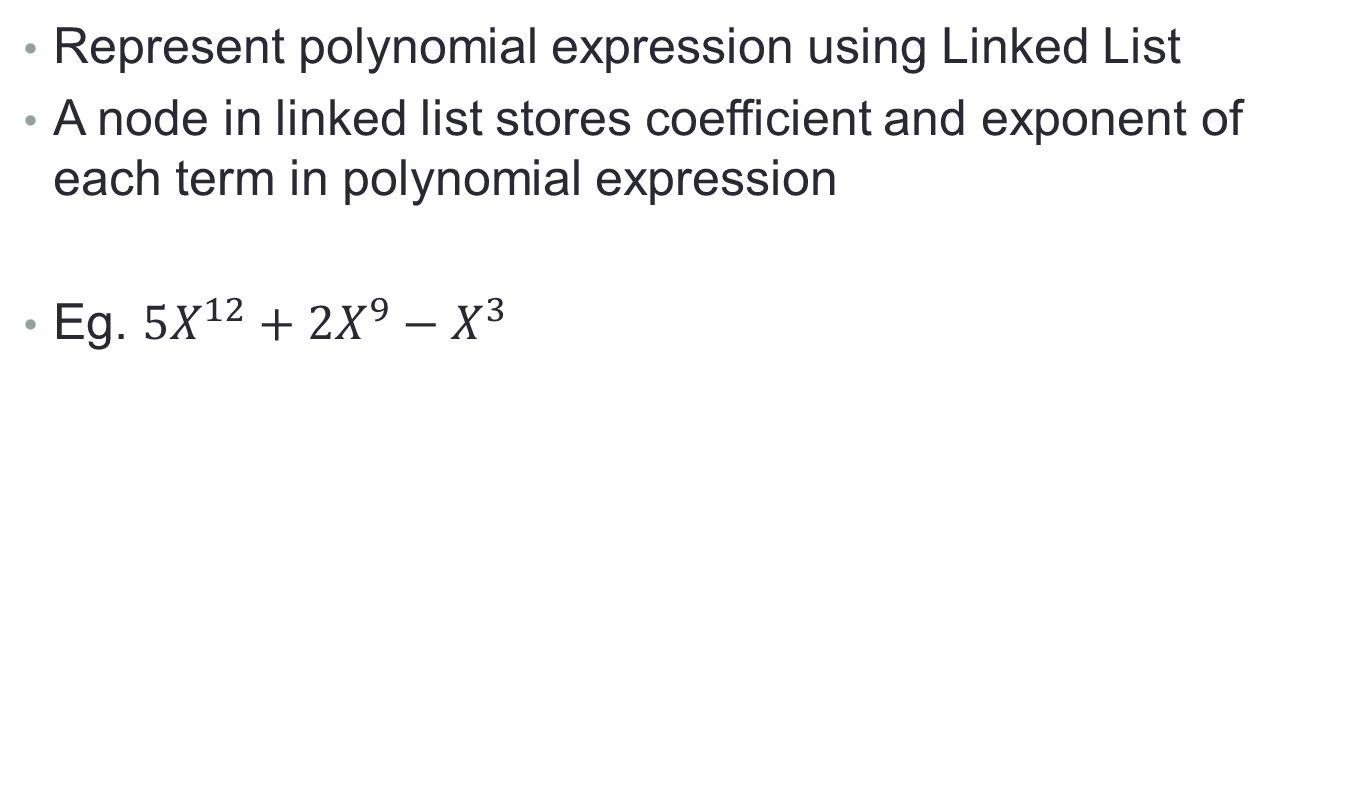 • Represent polynomial expression using Linked List
• A node in linked list stores coefficient and exponent of
each term in polynomial expression
• Eg. 5X¹² + 2X⁹ − X³